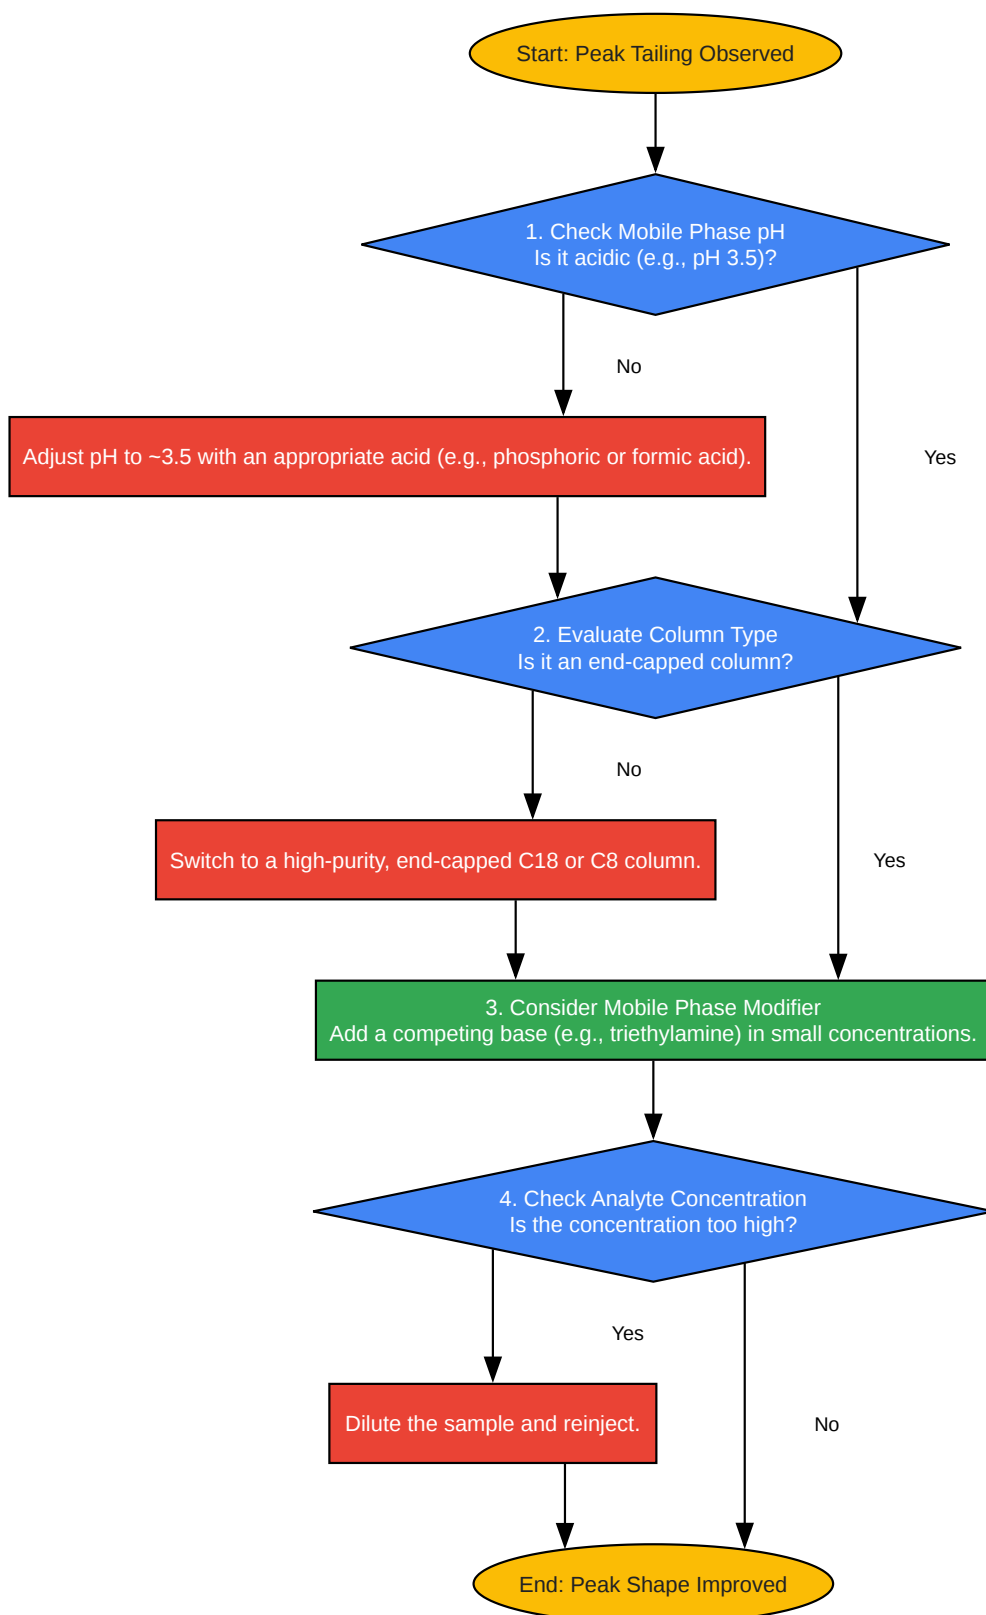 Start: Peak Tailing Observed
1. Check Mobile Phase pH
Is it acidic (e.g., pH 3.5)?
No
Adjust pH to ~3.5 with an appropriate acid (e.g., phosphoric or formic acid).
Yes
2. Evaluate Column Type
Is it an end-capped column?
No
Switch to a high-purity, end-capped C18 or C8 column.
Yes
3. Consider Mobile Phase Modifier
Add a competing base (e.g., triethylamine) in small concentrations.
4. Check Analyte Concentration
Is the concentration too high?
Yes
Dilute the sample and reinject.
No
End: Peak Shape Improved